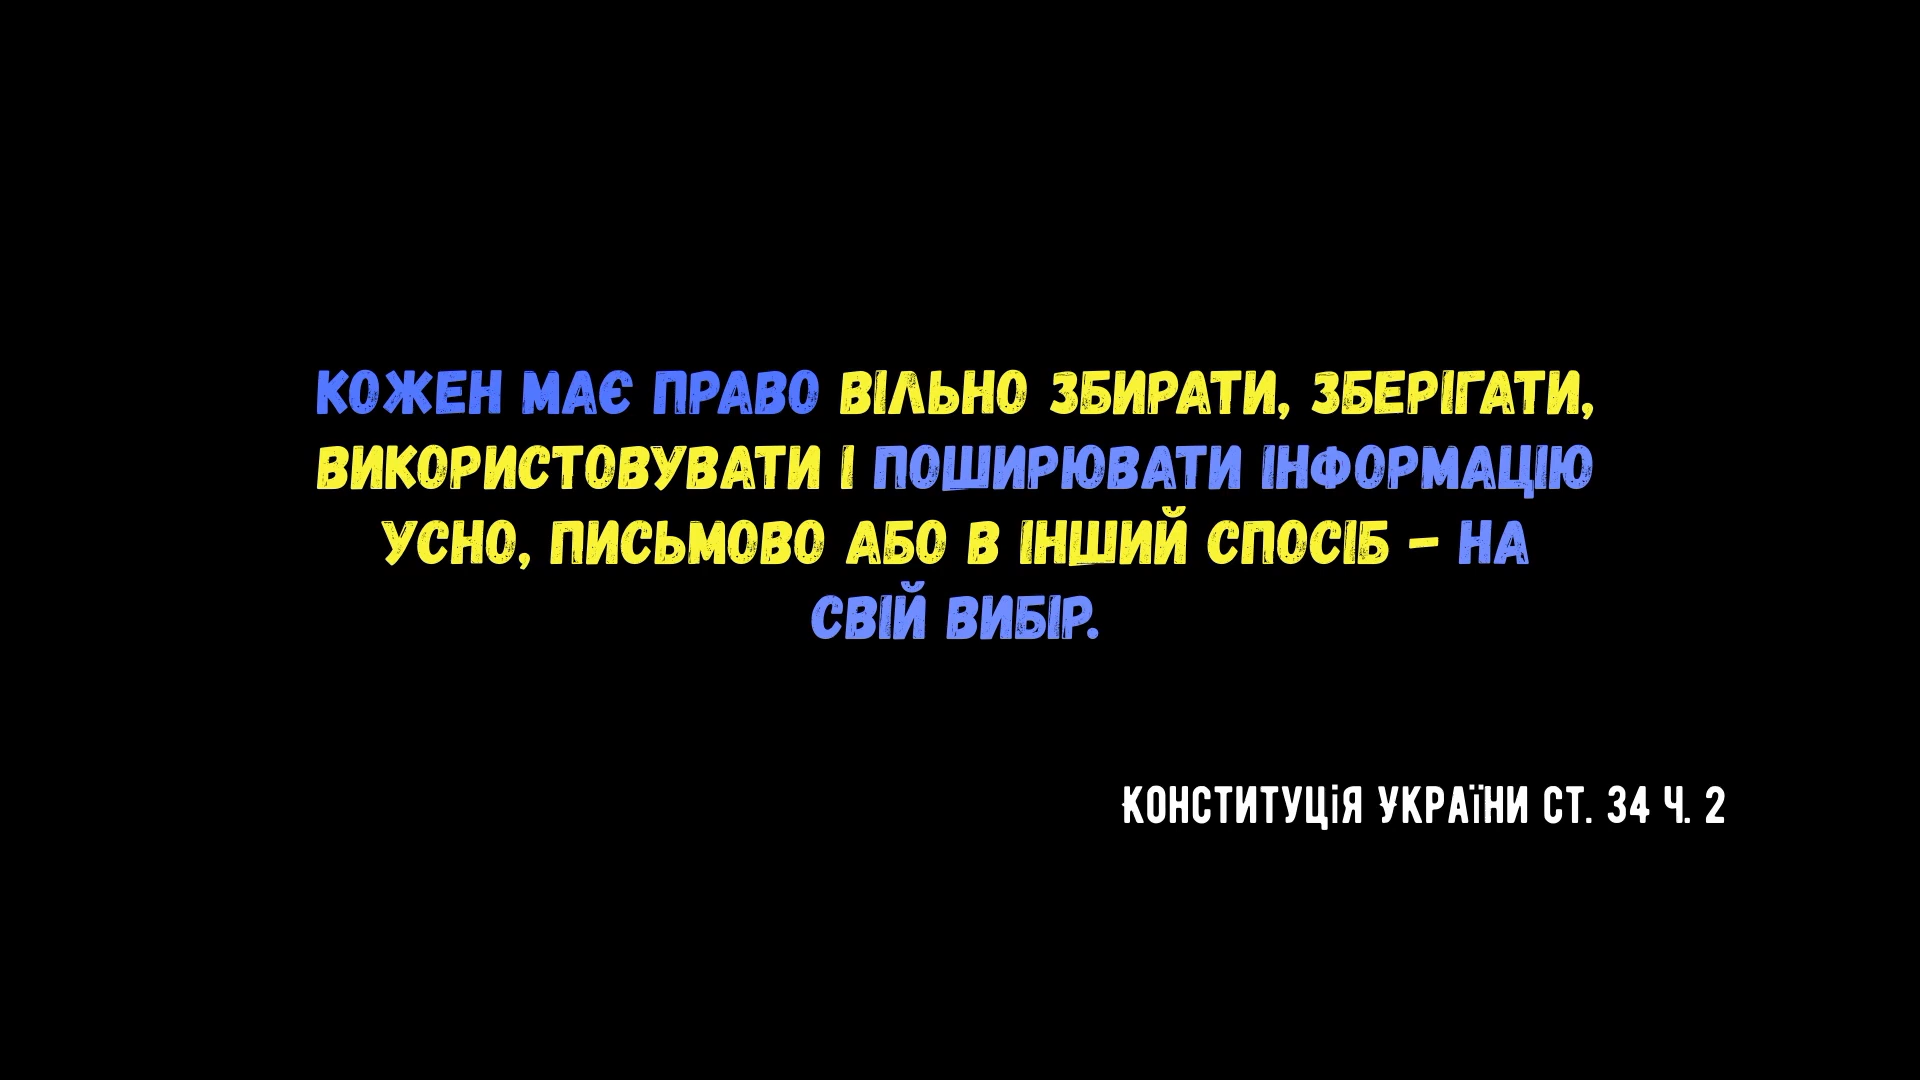 КОЖЕН МАЄ ПРАВО ВІЛЬНО ЗБИРАТИ, ЗБЕРІГАТИ,
ВИКОРИСТОВУВАТИ І ПОШИРЮВАТИ ІНФОРМАЦІЮ
УСНО, ПИСЬМОВО АБО В ІНШИЙ СПОСІБ – НА
СВІЙ ВИБІР.
КОНСТИТУЦІЯ УКРАЇНИ СТ. 34 Ч. 2